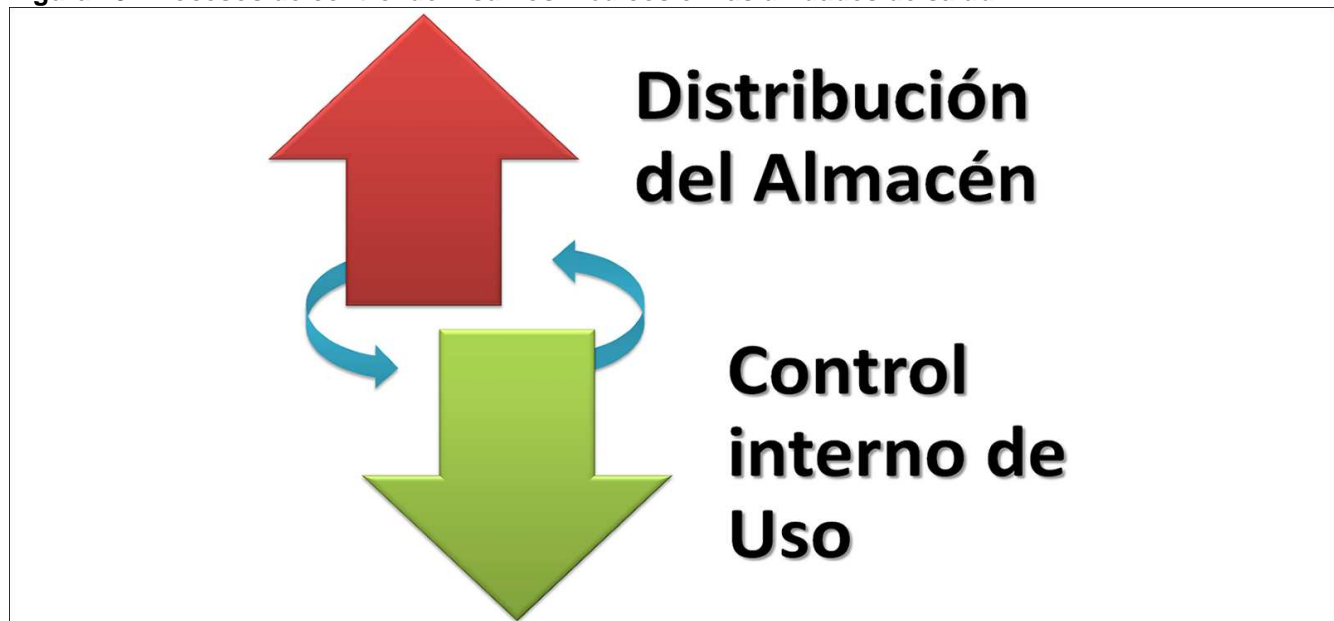 Distribución
del Almacén
Control
interno de
Uso